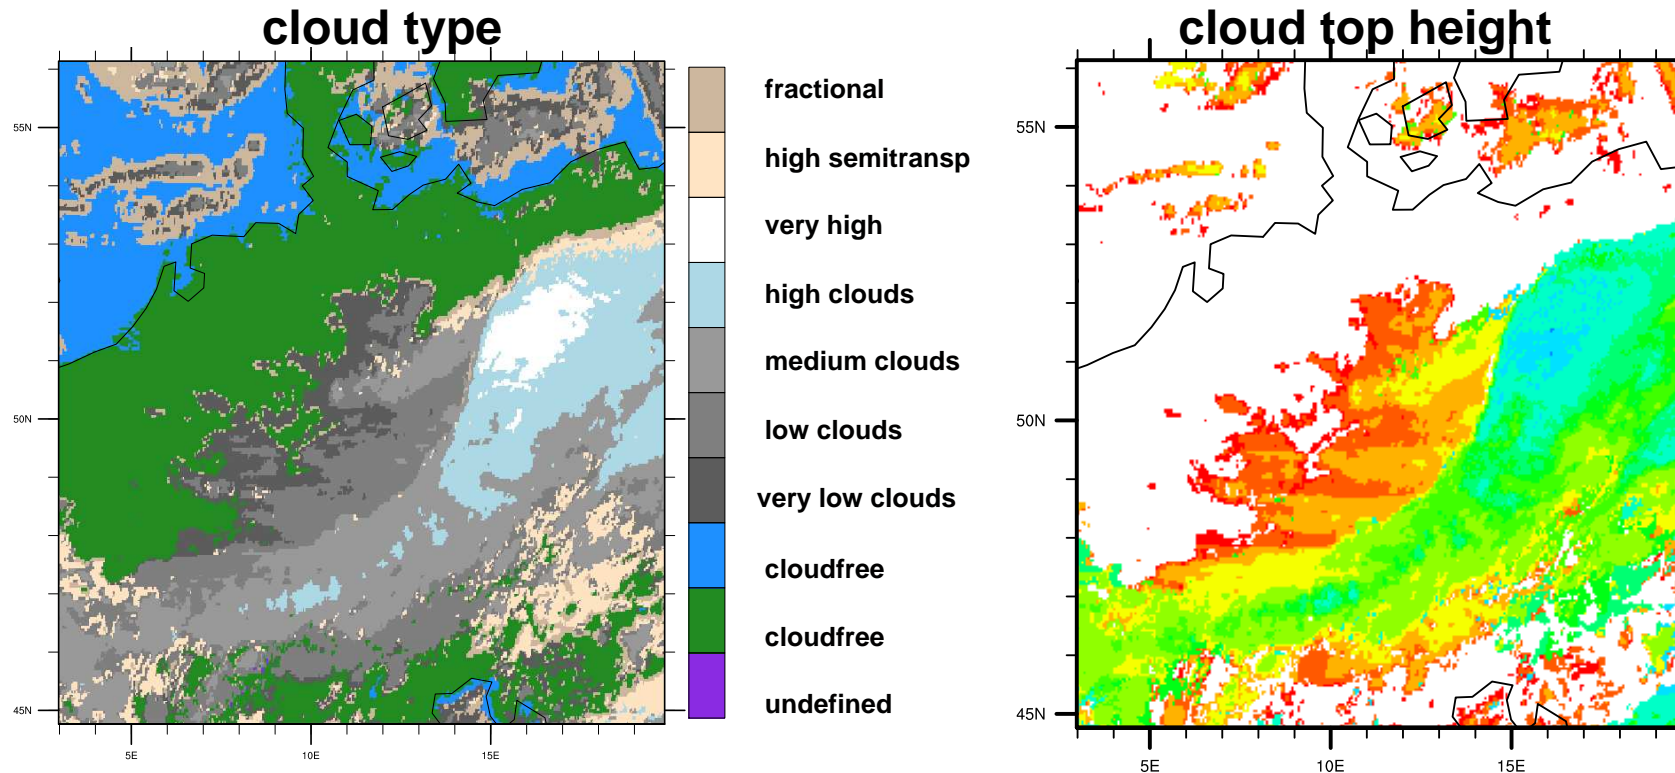 cloud type
cloud top height
55N
50N
45N
5E
10E
15E
fractional
high semitransp
very high
high clouds
medium clouds
low clouds
very low clouds
cloudfree
cloudfree
undefined
55N
50N
45N
5E
10E
15E